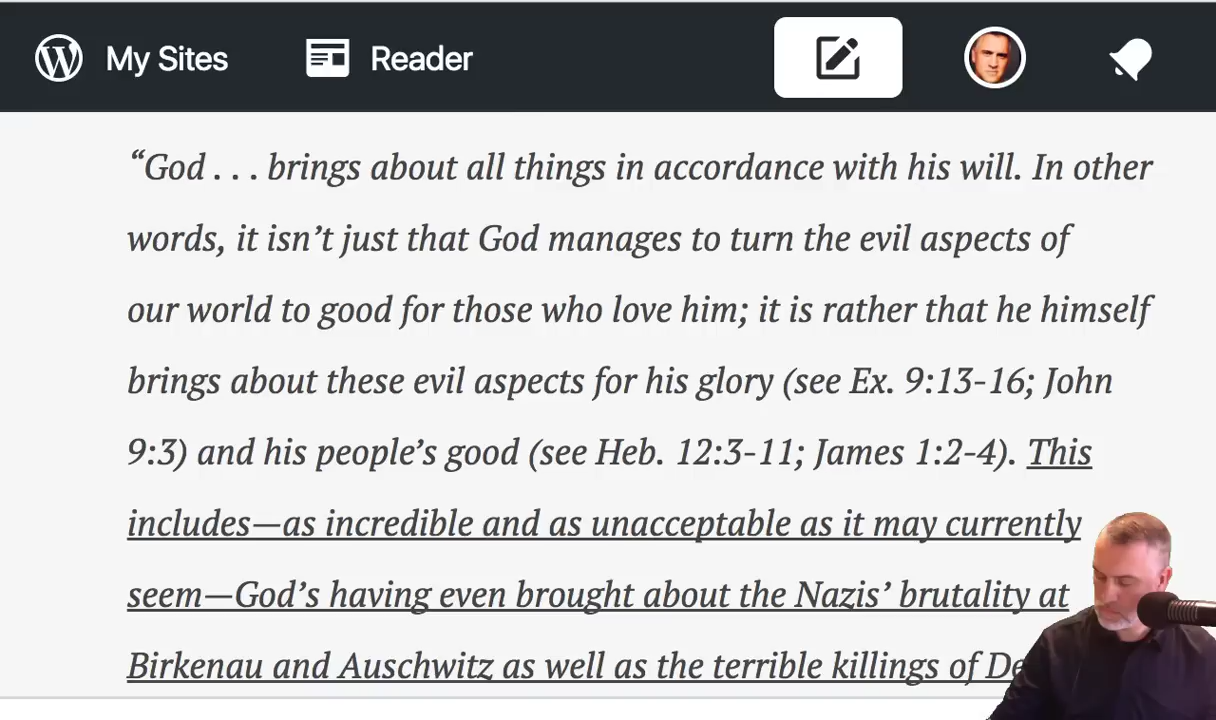 My Sites
Reader
“God . . . brings about all things in accordance with his will. In other
words, it isn’t just that God manages to turn the evil aspects of
our world to good for those who love him; it is rather that he himself
brings about these evil aspects for his glory (see Ex. 9:13-16; John
9:3) and his people’s good (see Heb. 12:3-11; James 1:2-4). This
includes—as incredible and as unacceptable as it may currently
seem—God’s having even brought about the Nazis’ brutality at
Birkenau and Auschwitz as well as the terrible killings of